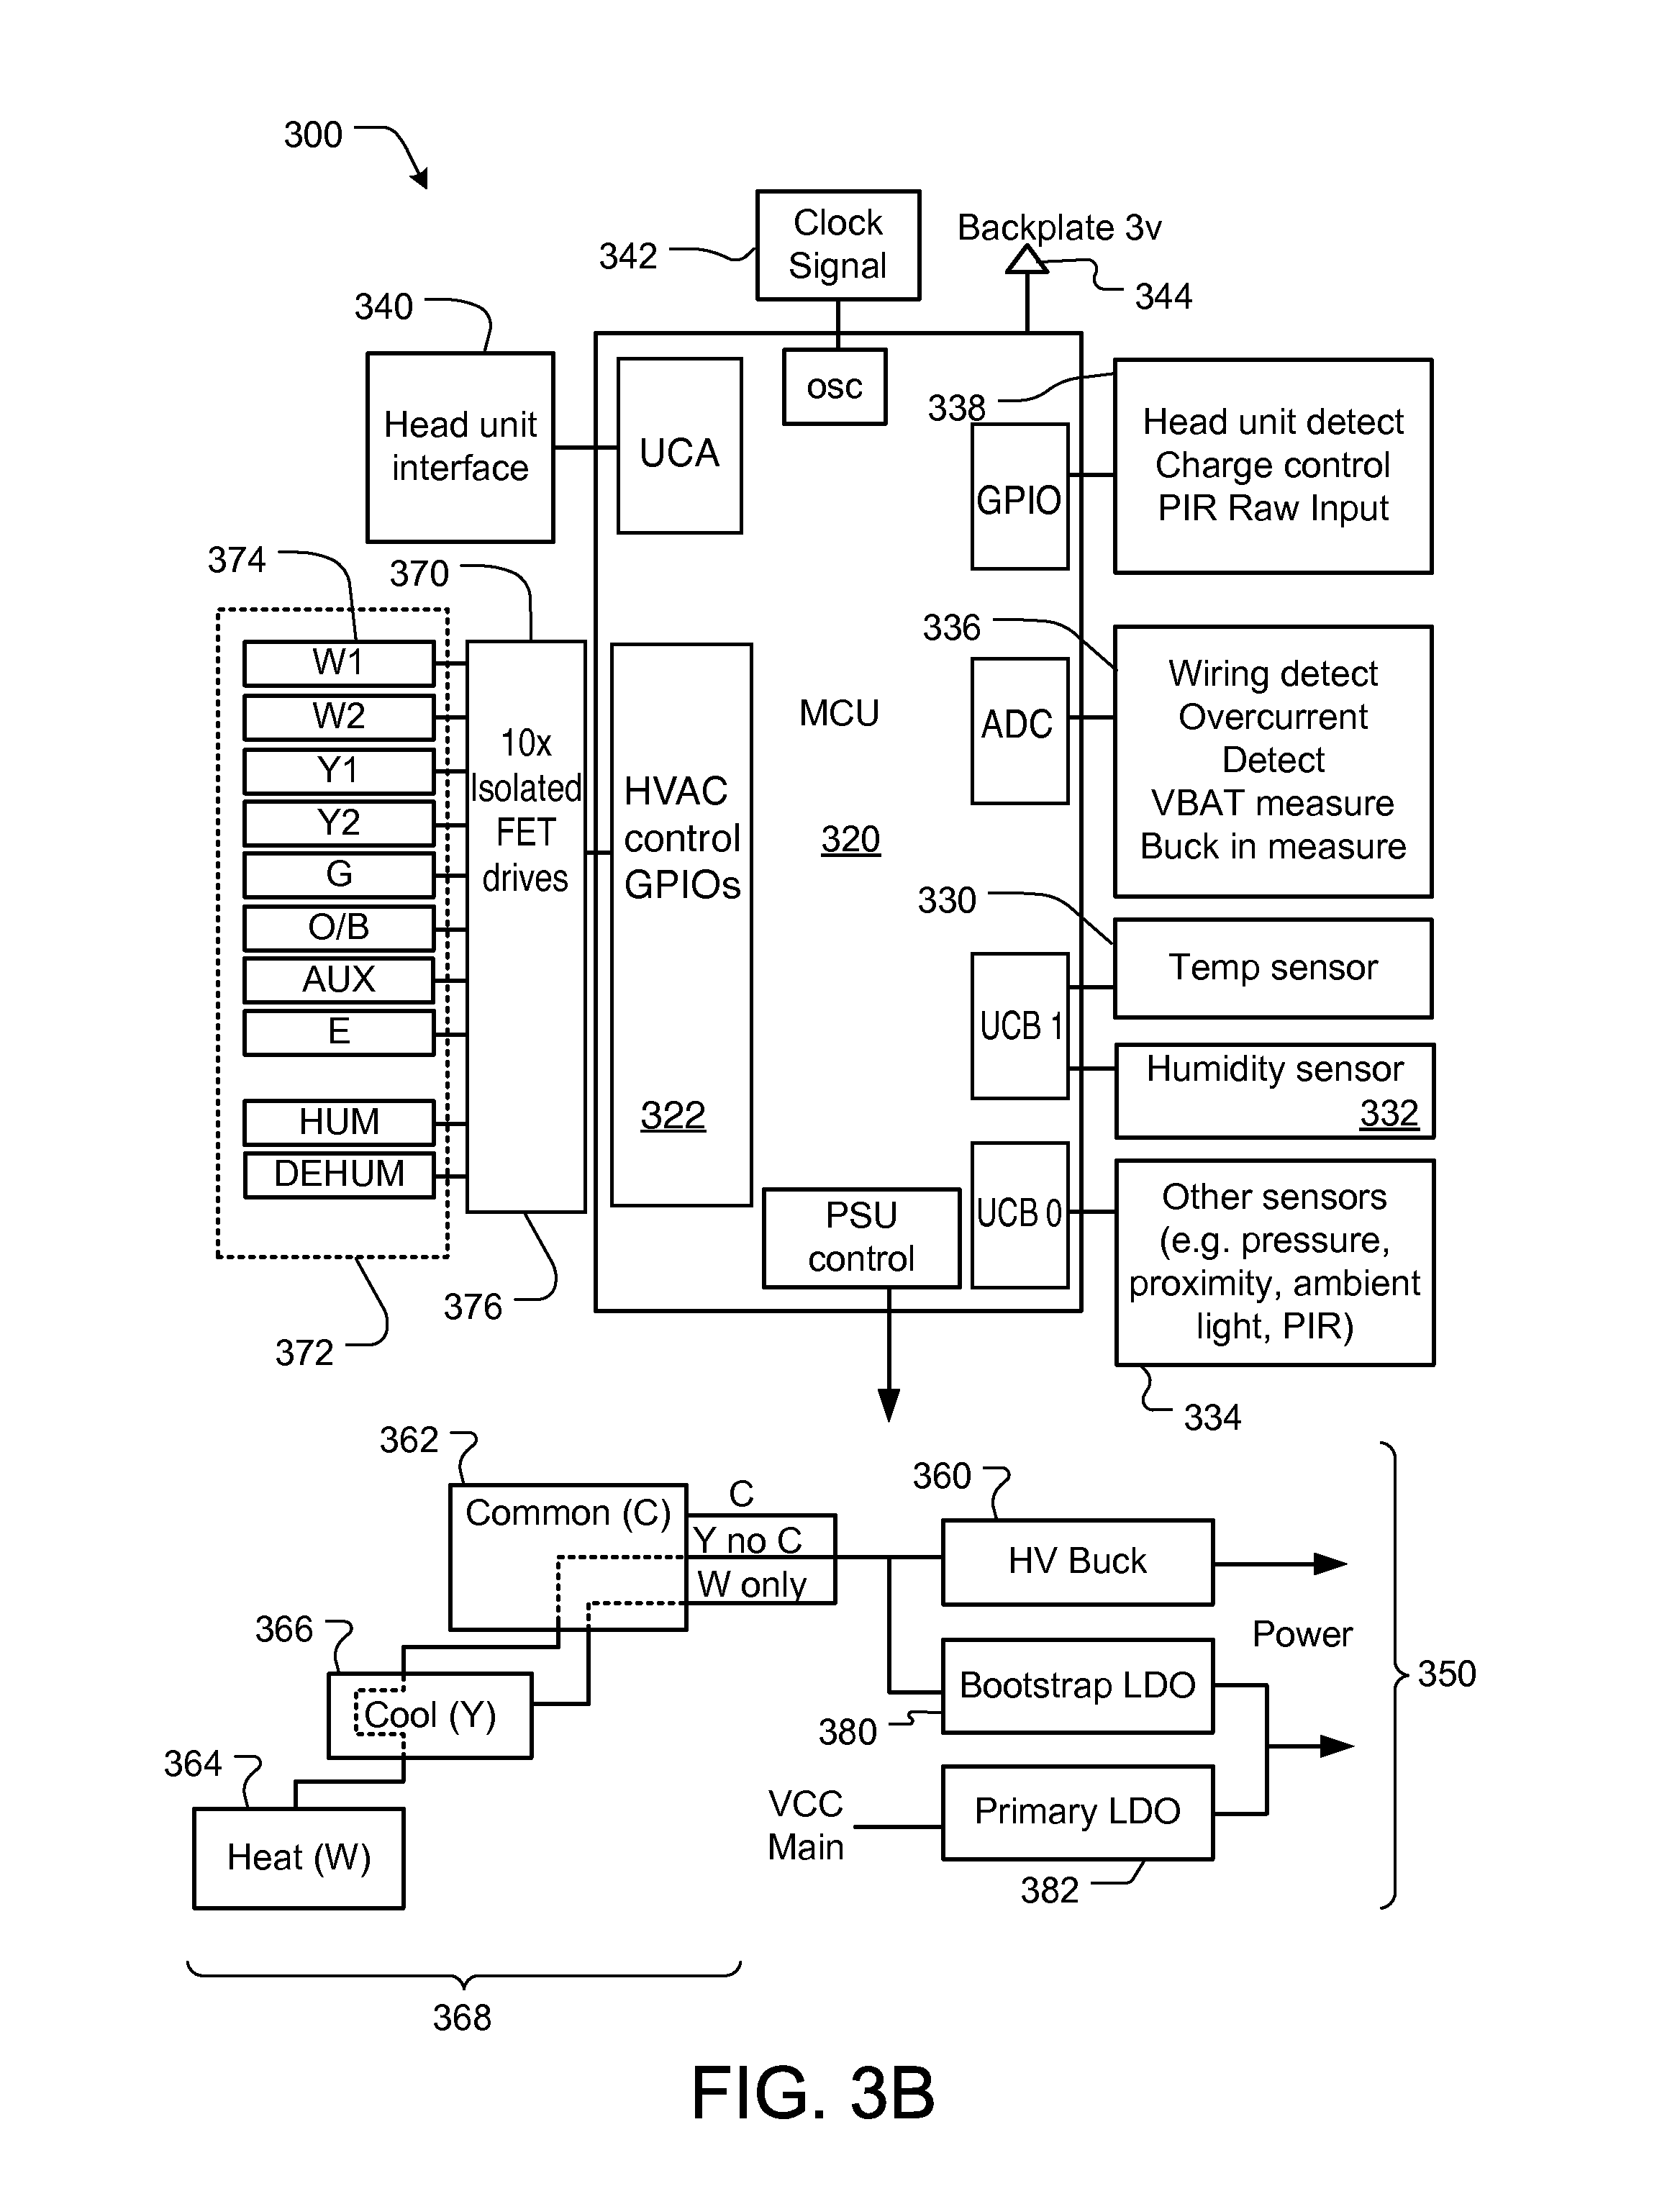 300
342
Clock
Signal
Backplate 3v
344
340
Head unit
interface
UCA
osc
338
GPIO
Head unit detect
Charge control
PIR Raw Input
374
370
W1
W2
Y1
Y2
G
O/B
AUX
E
HUM
DEHUM
372
10x
Isolated
FET
drives
376
HVAC
control
GPIOs
322
MCU
320
336
ADC
Wiring detect
Overcurrent
Detect
VBAT measure
Buck in measure
330
UCB 1
Temp sensor
Humidity sensor
332
PSU
control
UCB 0
Other sensors
(e.g. pressure,
proximity, ambient
light, PIR)
334
362
Common (C)
C
Y no C
W only
366
Cool (Y)
364
Heat (W)
368
360
HV Buck
Power
350
Bootstrap LDO
380
VCC
Main
Primary LDO
382
FIG. 3B